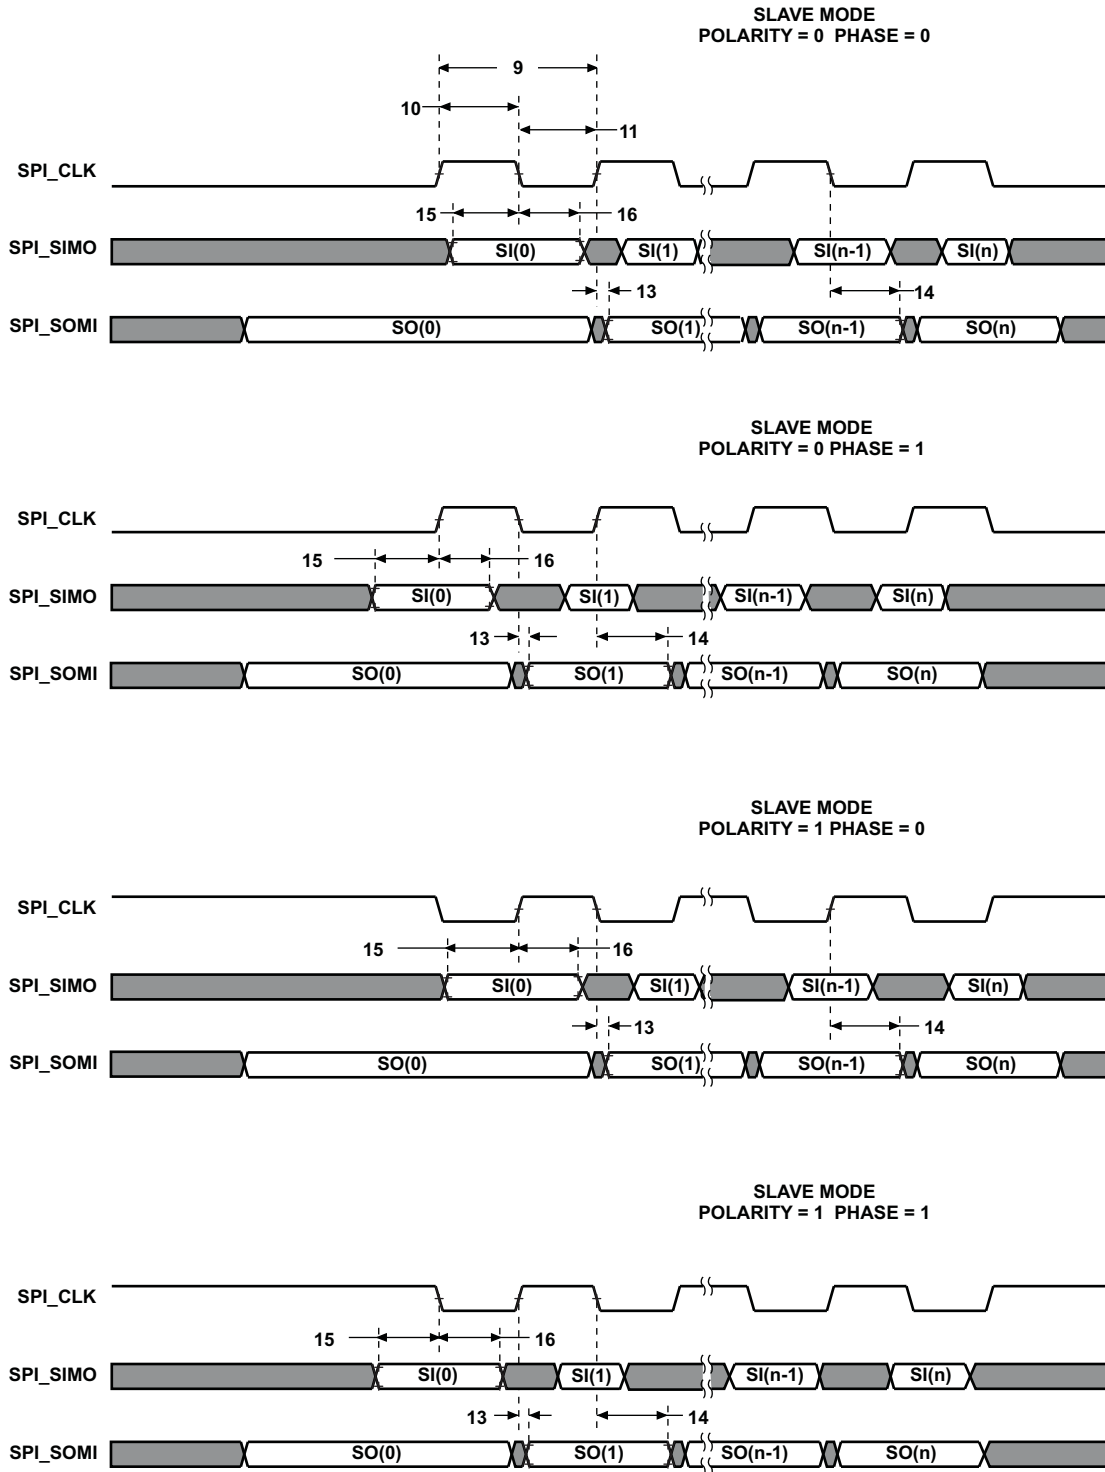 SLAVE MODE
POLARITY = 0 PHASE = 0
9
10
11
SPI_CLK
15
16
SPI_SIMO
SI(0)
SI(1)
SI(n-1)
SI(n)
13
14
SPI_SOMI
SO(0)
SO(1)
SO(n-1)
SO(n)
SLAVE MODE
POLARITY = 0 PHASE = 1
SPI_CLK
15
16
SPI_SIMO
SI(0)
SI(1)
SI(n-1)
SI(n)
13
14
SPI_SOMI
SO(0)
SO(1)
SO(n-1)
SO(n)
SLAVE MODE
POLARITY = 1 PHASE = 0
SPI_CLK
15
16
SPI_SIMO
SI(0)
SI(1)
SI(n-1)
SI(n)
13
14
SPI_SOMI
SO(0)
SO(1)
SO(n-1)
SO(n)
SLAVE MODE
POLARITY = 1 PHASE = 1
SPI_CLK
15
16
SPI_SIMO
SI(0)
SI(1)
SI(n-1)
SI(n)
13
14
SPI_SOMI
SO(0)
SO(1)
SO(n-1)
SO(n)